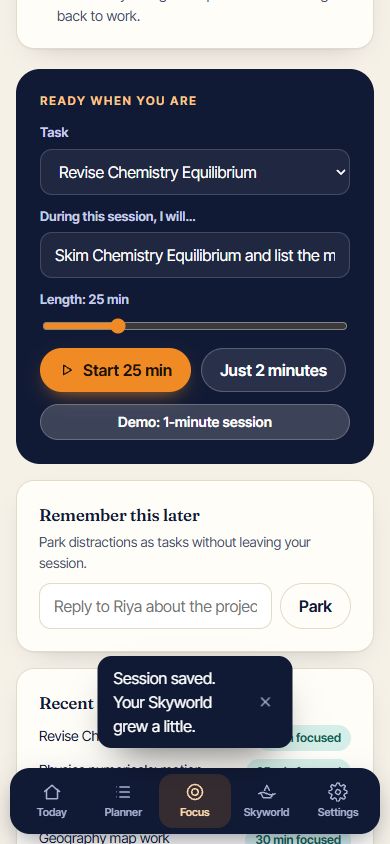 back to work.
READY WHEN YOU ARE
Task
Revise Chemistry Equilibrium
During this session, I will...
Skim Chemistry Equilibrium and list the m
Length: 25 min
Start 25 min
Just 2 minutes
Demo: 1-minute session
Remember this later
Park distractions as tasks without leaving your
session.
Reply to Riya about the projec
Park
Session saved.
Your Skyworld
grew a little.
Recent
Revise Ch
focused
Today
Planner
Focus
Skyworld
Settings
Geography map work
30 min focused